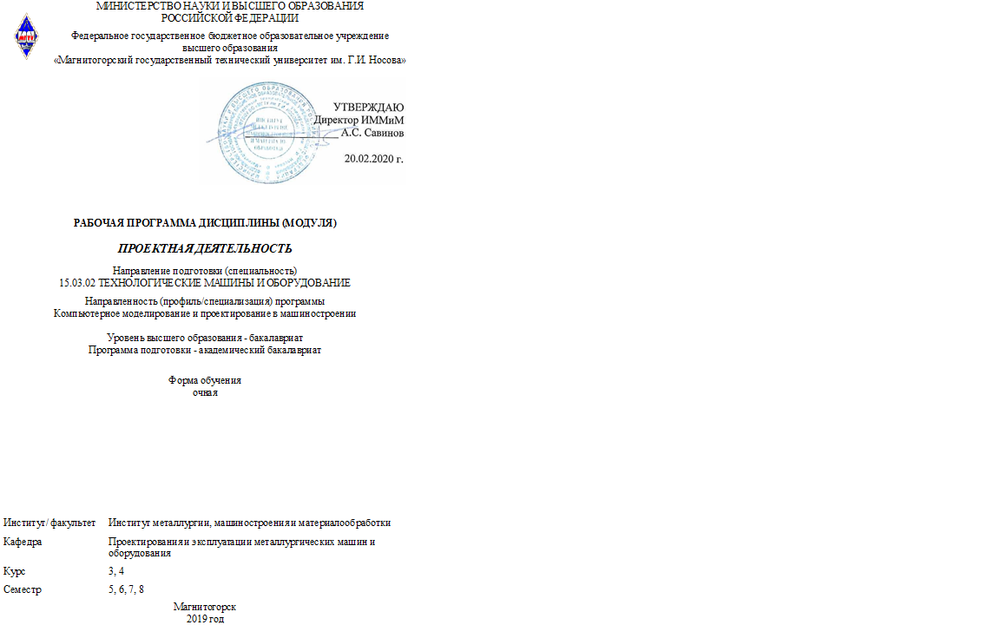 МИНИСТЕРСТВО НАУКИ И ВЫСШЕГО ОБРАЗОВАНИЯ
РОССИЙСКОЙ ФЕДЕРАЦИИ
Федеральное государственное бюджетное образовательное учреждение
высшего образования
«Магнитогорский государственный технический университет им. Г.И. Носова»
УТВЕРЖДАЮ
Директор ИММиМ
А.С. Савинов
20.02.2020 г.
РАБОЧАЯ ПРОГРАММА ДИСЦИПЛИНЫ (МОДУЛЯ)
ПРОЕКТНАЯ ДЕЯТЕЛЬНОСТЬ
Направление подготовки (специальность)
15.03.02 ТЕХНОЛОГИЧЕСКИЕ МАШИНЫ И ОБОРУДОВАНИЕ
Направленность (профиль/специализация) программы
Компьютерное моделирование и проектирование в машиностроении
Уровень высшего образования - бакалавриат
Программа подготовки - академический бакалавриат
Форма обучения
очная
Институт/ факультет Институт металлургии, машиностроения и материалообработки
Кафедра Проектирования и эксплуатации металлургических машин и
оборудования
Курс 3, 4
Семестр 5, 6, 7, 8
Магнитогорск
2019 год